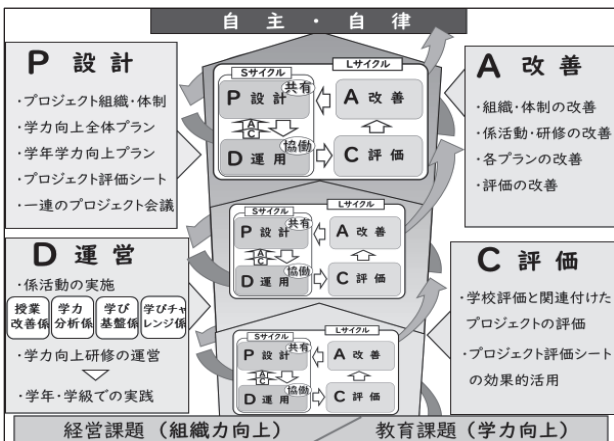 自主・自律
P 設計
・プロジェクト組織・体制
・学力向上全体プラン
・学年学力向上プラン
・プロジェクト評価シート
・一連のプロジェクト会議
D 運営
・係活動の実施
授業改善係
学力分析係
学び基盤係
学びチャレンジ係
・学力向上研修の運営
・学年・学級での実践
Sサイクル
Lサイクル
P 設計
共有
A 改善
A
C
D 運用
協働
C 評価
Sサイクル
Lサイクル
P 設計
共有
A 改善
A
C
D 運用
協働
C 評価
Sサイクル
Lサイクル
P 設計
共有
A 改善
A
C
D 運用
協働
C 評価
A 改善
・組織・体制の改善
・係活動・研修の改善
・各プランの改善
・評価の改善
C 評価
・学校評価と関連付けた
プロジェクトの評価
・プロジェクト評価シート
の効果的活用
経営課題（組織力向上）
教育課題（学力向上）